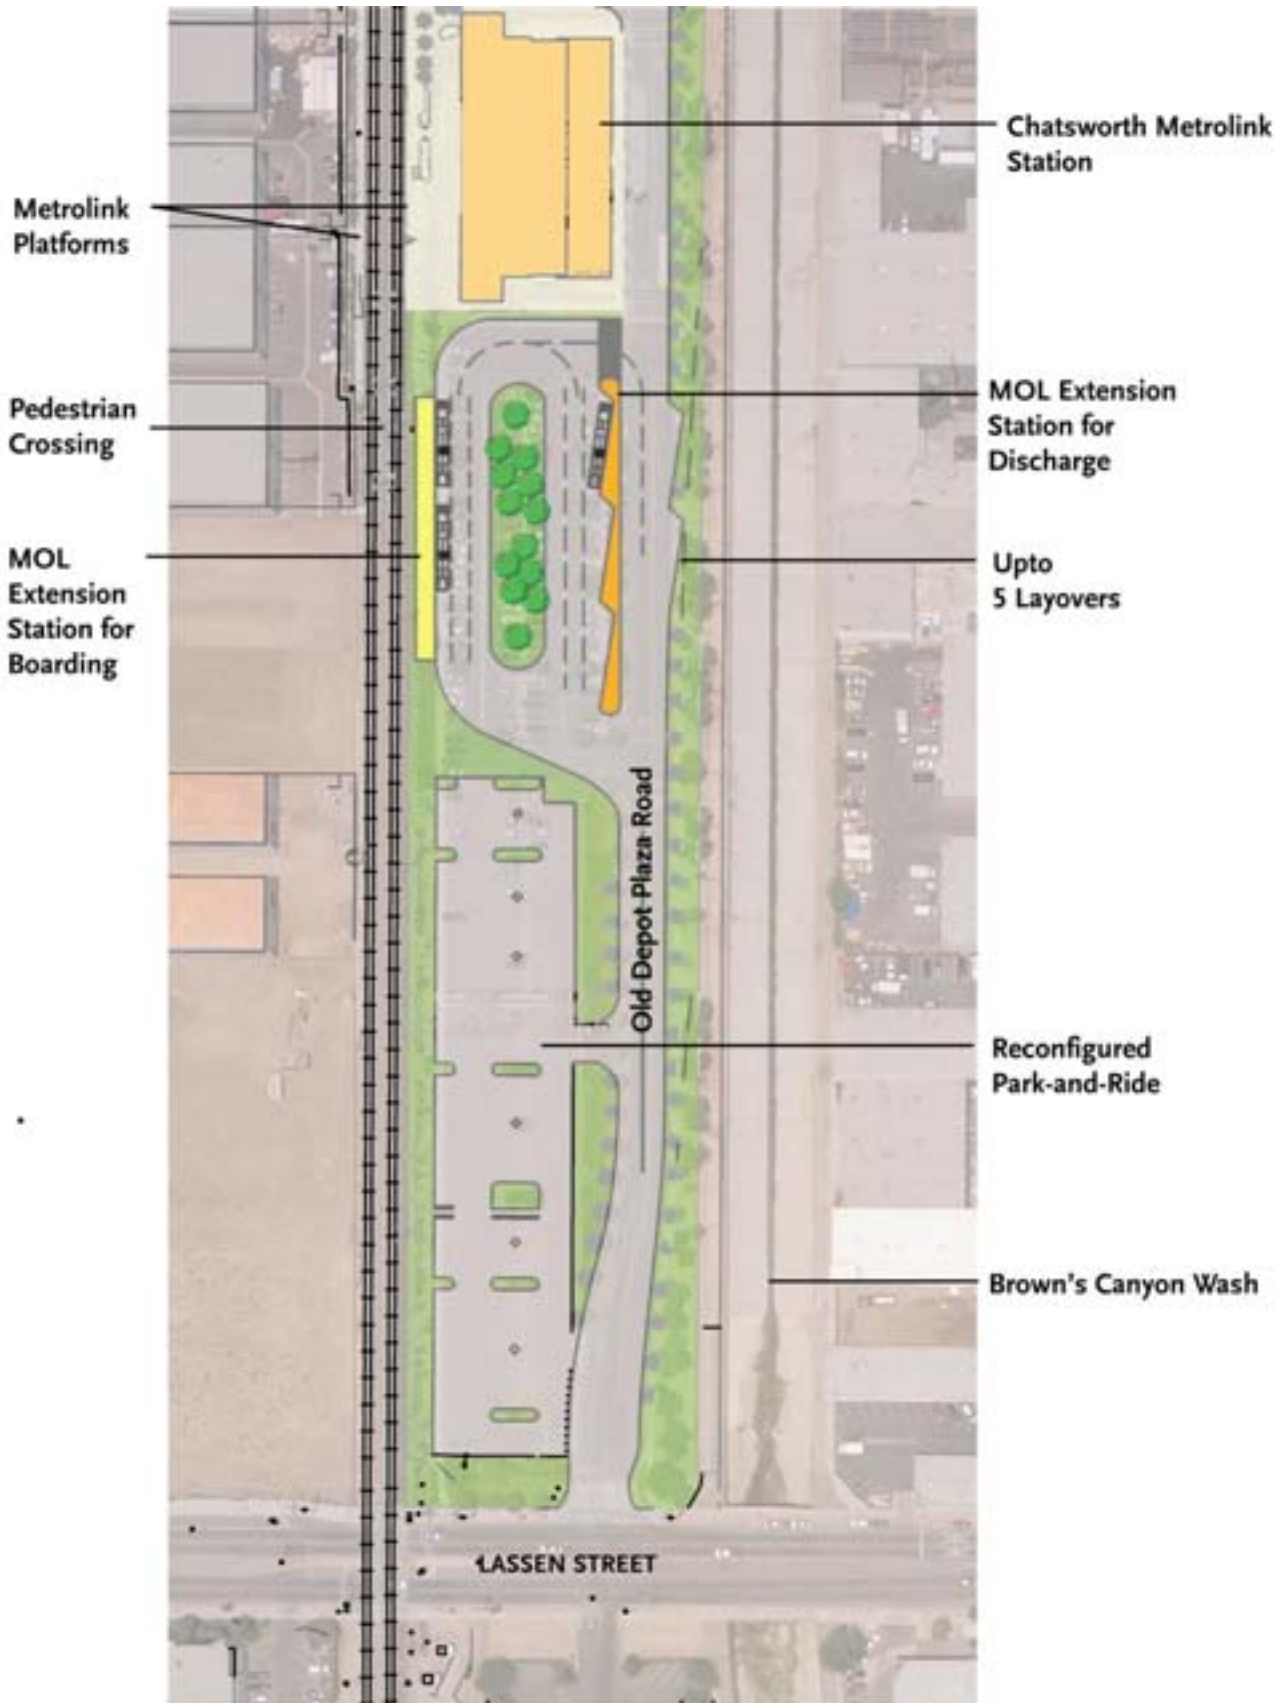 Chatsworth Metrolink
Station
Metrolink
Platforms
MOL Extension
Station for
Discharge
Pedestrian
Crossing
MOL
Extension
Station for
Boarding
Upto
5 Layovers
Old Depot Plaza Road
Reconfigured
Park-and-Ride
Brown's Canyon Wash
LASSEN STREET